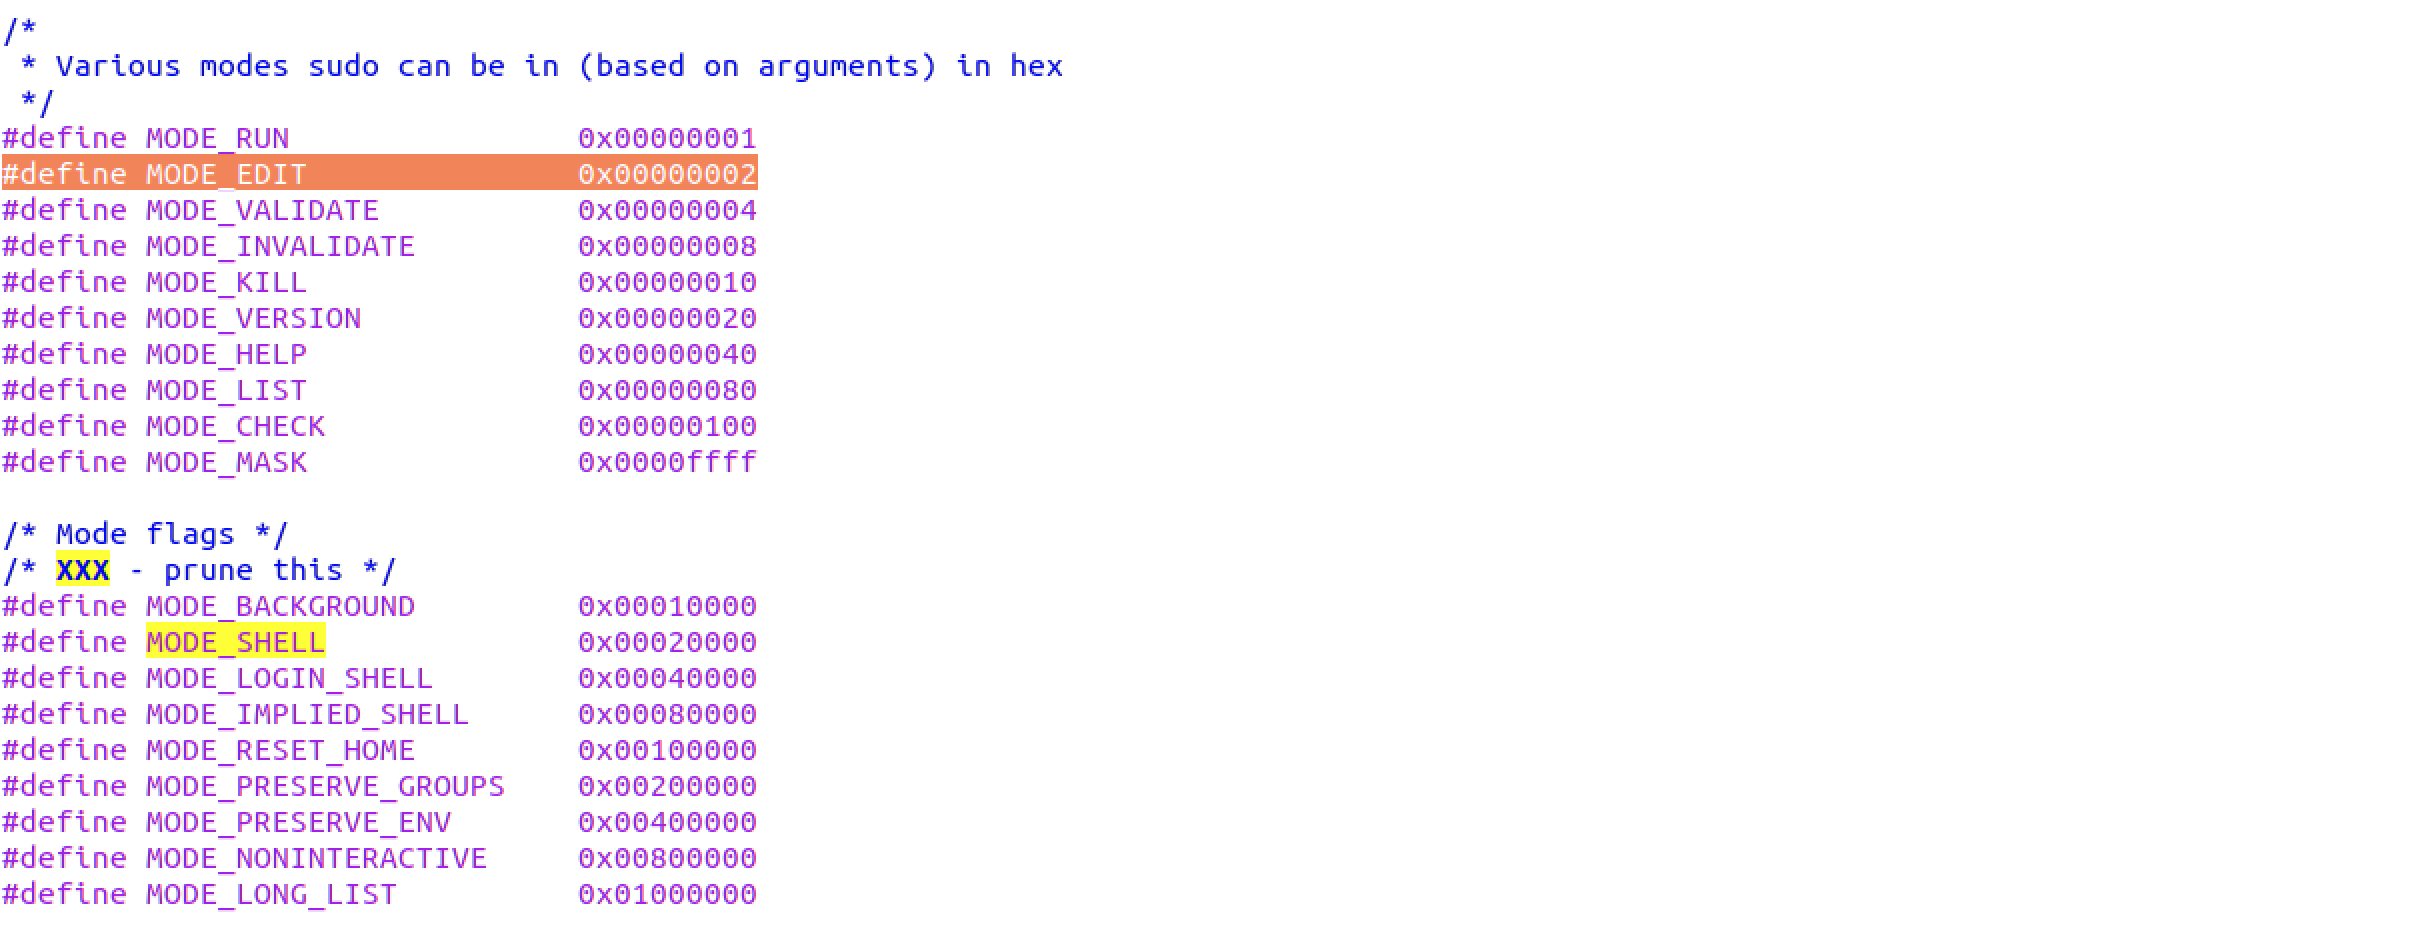 /*
 * Various modes sudo can be in (based on arguments) in hex
 */
#define MODE_RUN                0x00000001
#define MODE_EDIT               0x00000002
#define MODE_VALIDATE           0x00000004
#define MODE_INVALIDATE         0x00000008
#define MODE_KILL               0x00000010
#define MODE_VERSION            0x00000020
#define MODE_HELP               0x00000040
#define MODE_LIST               0x00000080
#define MODE_CHECK              0x00000100
#define MODE_MASK               0x0000ffff

/* Mode flags */
/* XXX - prune this */
#define MODE_BACKGROUND         0x00010000
#define MODE_SHELL              0x00020000
#define MODE_LOGIN_SHELL        0x00040000
#define MODE_IMPLIED_SHELL      0x00080000
#define MODE_RESET_HOME         0x00100000
#define MODE_PRESERVE_GROUPS    0x00200000
#define MODE_PRESERVE_ENV       0x00400000
#define MODE_NONINTERACTIVE     0x00800000
#define MODE_LONG_LIST          0x01000000